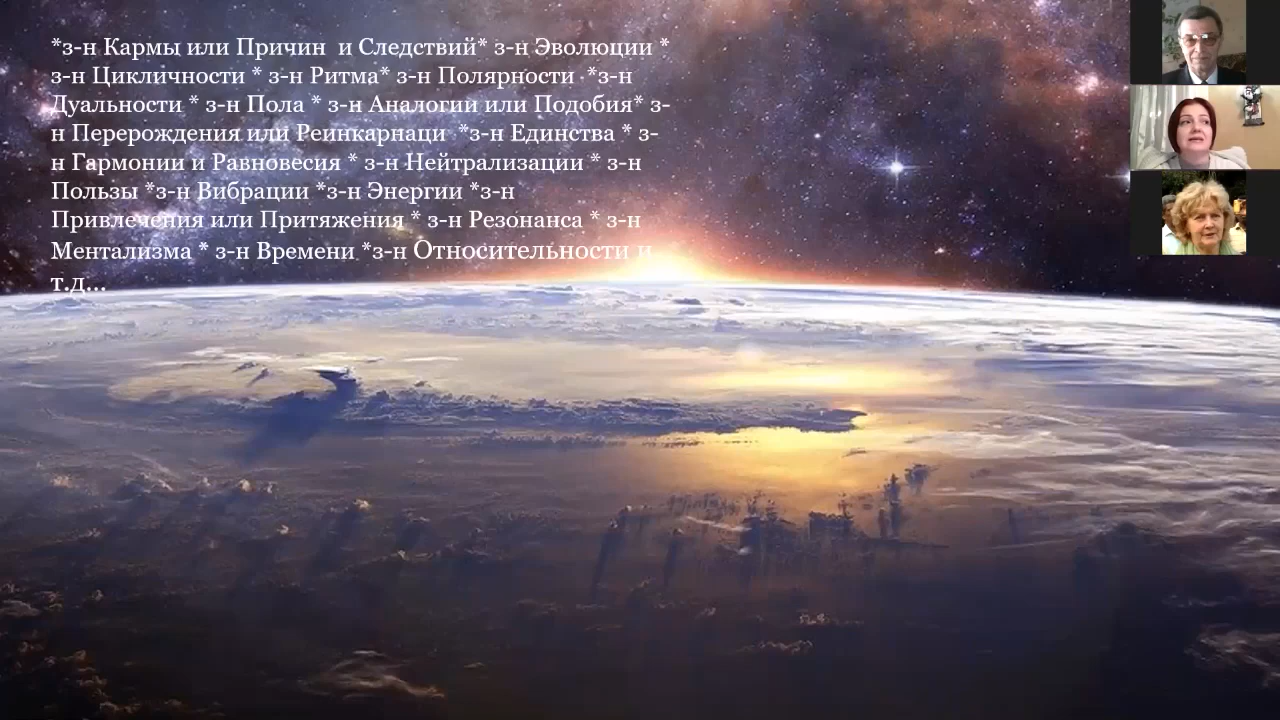 *з-н Кармы или Причин  и Следствий* з-н Эволюции *
з-н Цикличности * з-н Ритма* з-н Полярности  *з-н
Дуальности * з-н Пола * з-н Аналогии или Подобия* з-
н Перерождения или Реинкарнаци  *з-н Единства * з-
н Гармонии и Равновесия * з-н Нейтрализации * з-н
Пользы *з-н Вибрации *з-н Энергии *з-н
Привлечения или Притяжения * з-н Резонанса * з-н
Ментализма * з-н Времени *з-н Относительности и
т.д...